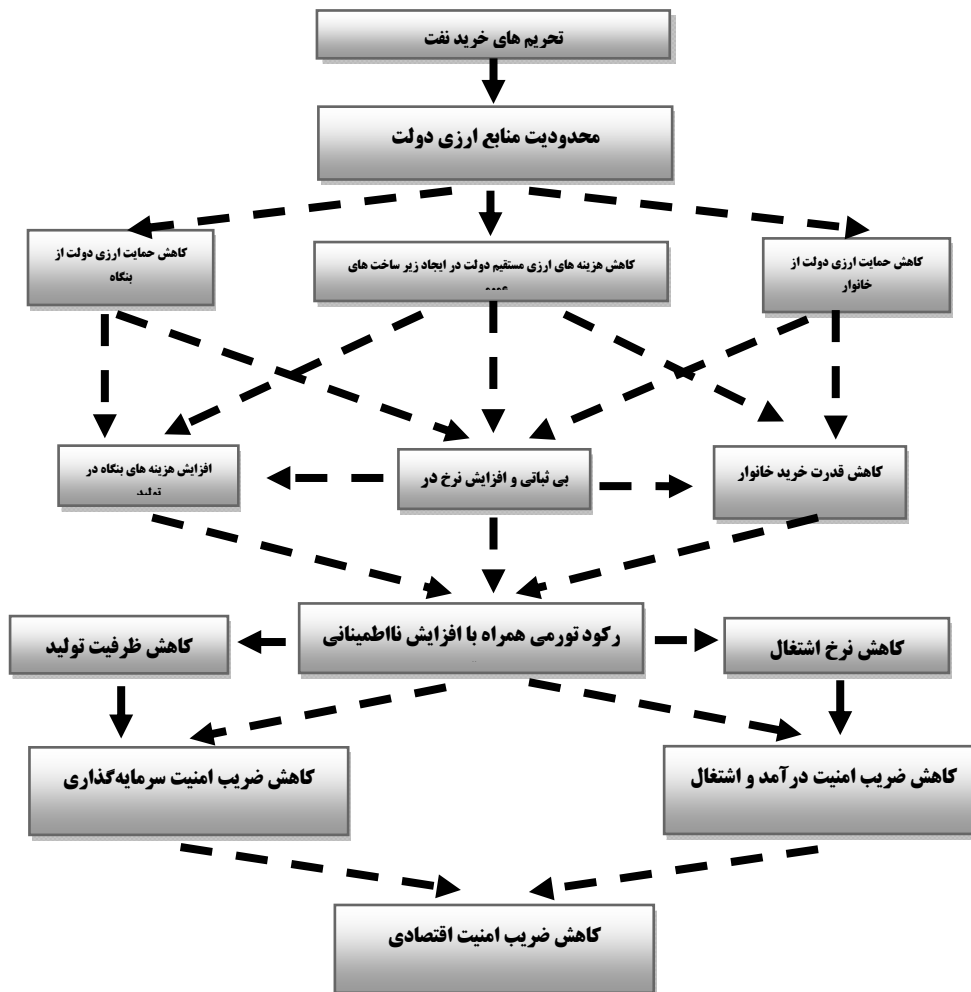 تحریم های خرید نفت
محدودیت منابع ارزی دولت
کاهش حمایت ارزی دولت از
خانوار
کاهش هزینه های ارزی مستقیم دولت در ایجاد زیر ساخت های
کاهش حمایت ارزی دولت از
بنگاه
کاهش قدرت خرید خانوار
بی ثباتی و افزایش نرخ در
افزایش هزینه های بنگاه در
تولید
رکود تورمی همراه با افزایش نااطمینانی
کاهش نرخ اشتغال
کاهش ظرفیت تولید
کاهش ضریب امنیت درآمد و اشتغال
کاهش ضریب امنیت سرمایه‌گذاری
کاهش ضریب امنیت اقتصادی